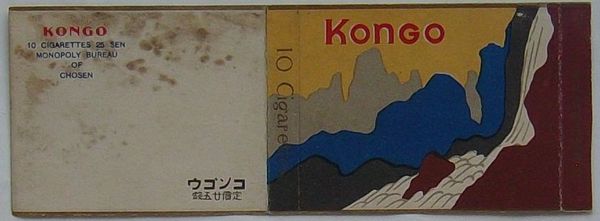 KONGO
10 CIGARETTES 25 SEN
MONOPOLY BUREAU
OF
CHOSEN
ウゴンコ
錢五廿價定
Kongo
10 Cigare